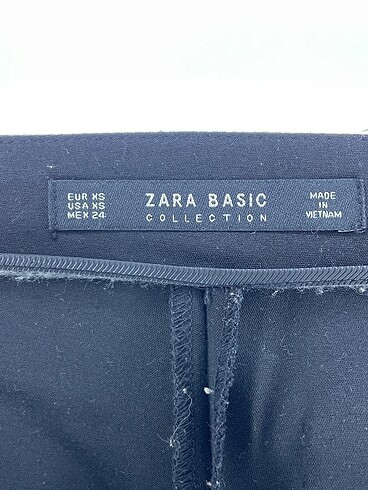 EUR XS
USA XS
MEX 24
ZARA BASIC
COLLECTION
MADE
IN
VIETNAM